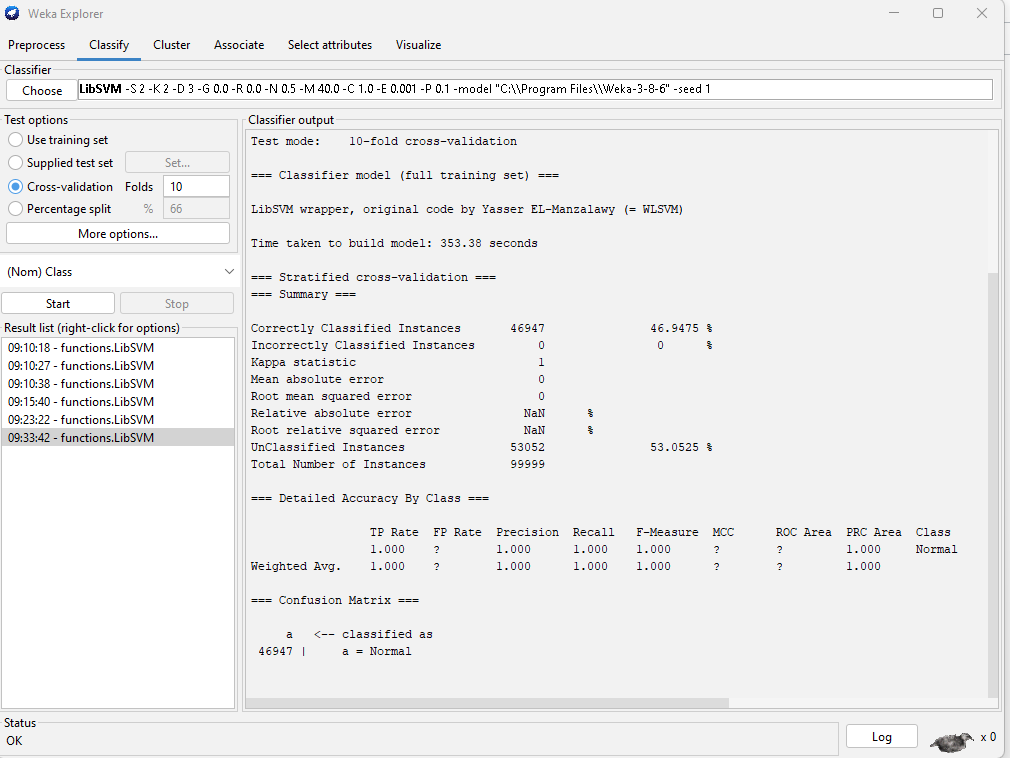 Weka Explorer
Preprocess Classify Cluster Associate Select attributes Visualize
Classifier
Choose LibSVM -S 2 -K 2 -D 3 -G 0.0 -R 0.0 -N 0.5 -M 40.0 -C 1.0 -E 0.001 -P 0.1 -model "C:\\Program Files\\Weka-3-8-6" -seed 1
Test options
Use training set
Supplied test set Set...
Cross-validation Folds 10
Percentage split % 66
More options...
(Nom) Class
Start Stop
Result list (right-click for options)
09:10:18 - functions.LibSVM
09:10:27 - functions.LibSVM
09:10:38 - functions.LibSVM
09:15:40 - functions.LibSVM
09:23:22 - functions.LibSVM
09:33:42 - functions.LibSVM
Classifier output
Test mode: 10-fold cross-validation
=== Classifier model (full training set) ===
LibSVM wrapper, original code by Yasser EL-Manzalawy (= WLSVM)
Time taken to build model: 353.38 seconds
=== Stratified cross-validation ===
=== Summary ===
Correctly Classified Instances 46947 46.9475 %
Incorrectly Classified Instances 0 0 %
Kappa statistic 1
Mean absolute error 0
Root mean squared error 0
Relative absolute error NaN %
Root relative squared error NaN %
UnClassified Instances 53052 53.0525 %
Total Number of Instances 99999
=== Detailed Accuracy By Class ===
TP Rate FP Rate Precision Recall F-Measure MCC ROC Area PRC Area Class
1.000 ? 1.000 1.000 1.000 ? ? 1.000 Normal
Weighted Avg. 1.000 ? 1.000 1.000 1.000 ? ? 1.000
=== Confusion Matrix ===
a <-- classified as
46947 | a = Normal
Status
OK
Log x 0